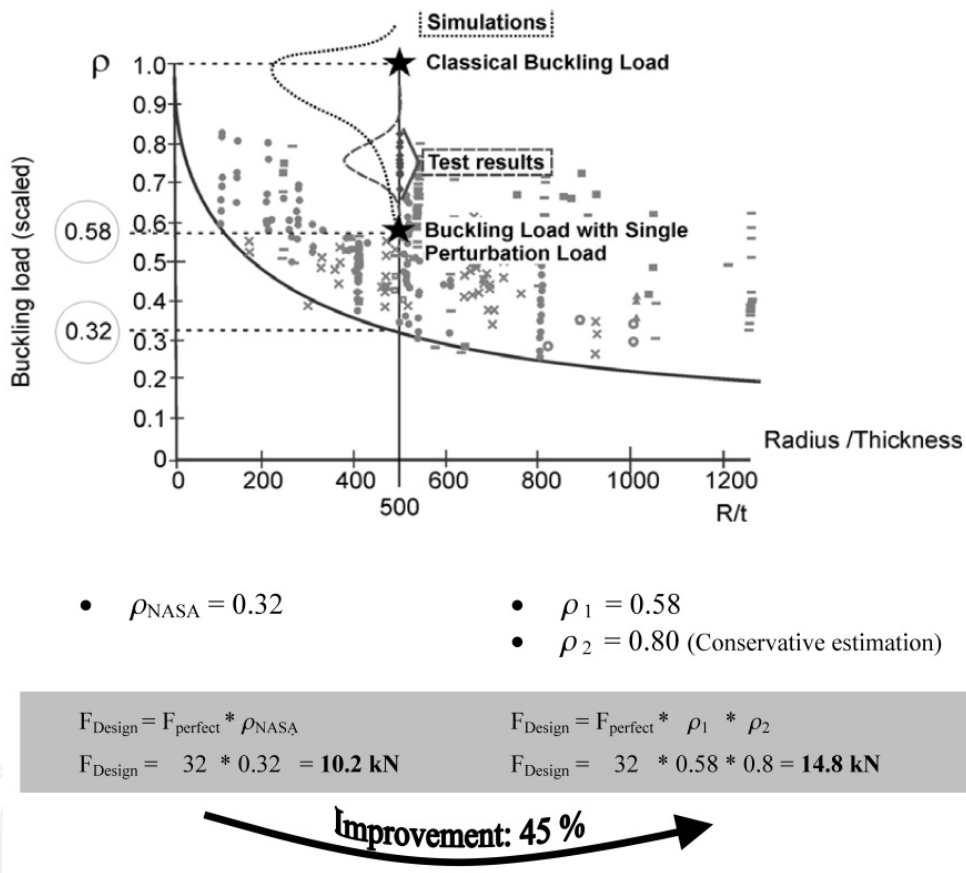 Simulations
Classical Buckling Load
Test results
Buckling Load with Single
Perturbation Load
ρ
Buckling load (scaled)
1.0
0.9
0.8
0.7
0.6
0.58
0.5
0.4
0.32
0.3
0.2
0.1
0
0 200 400 600 800 1000 1200
500
Radius /Thickness
R/t
• ρNASA = 0.32
• ρ 1 = 0.58
• ρ 2 = 0.80 (Conservative estimation)
FDesign = Fperfect * ρNASA
FDesign = 32 * 0.32 = 10.2 kN
FDesign = Fperfect * ρ1 * ρ2
FDesign = 32 * 0.58 * 0.8 = 14.8 kN
Improvement: 45 %